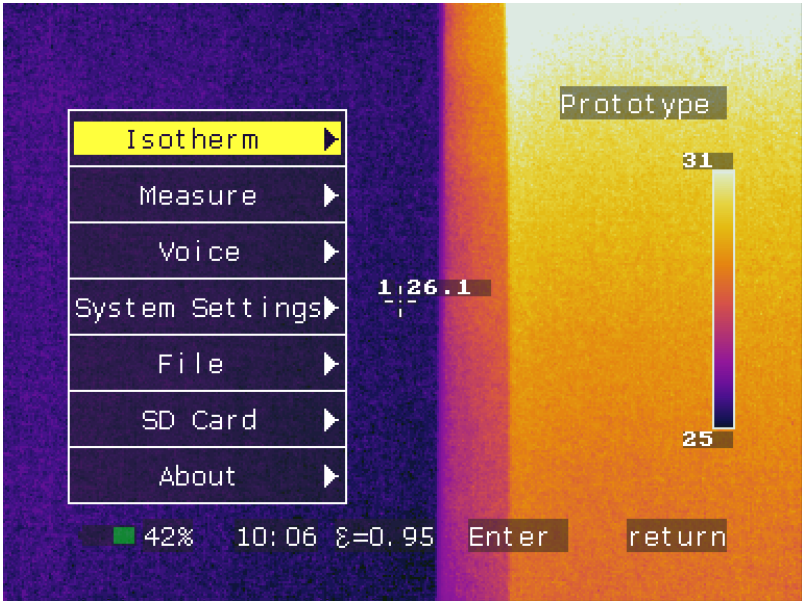 Prototype
Isotherm
31
Measure
Voice
1 26.1
System Settings
File
SD Card
25
About
42% 10:06 ε=0.95 Enter return